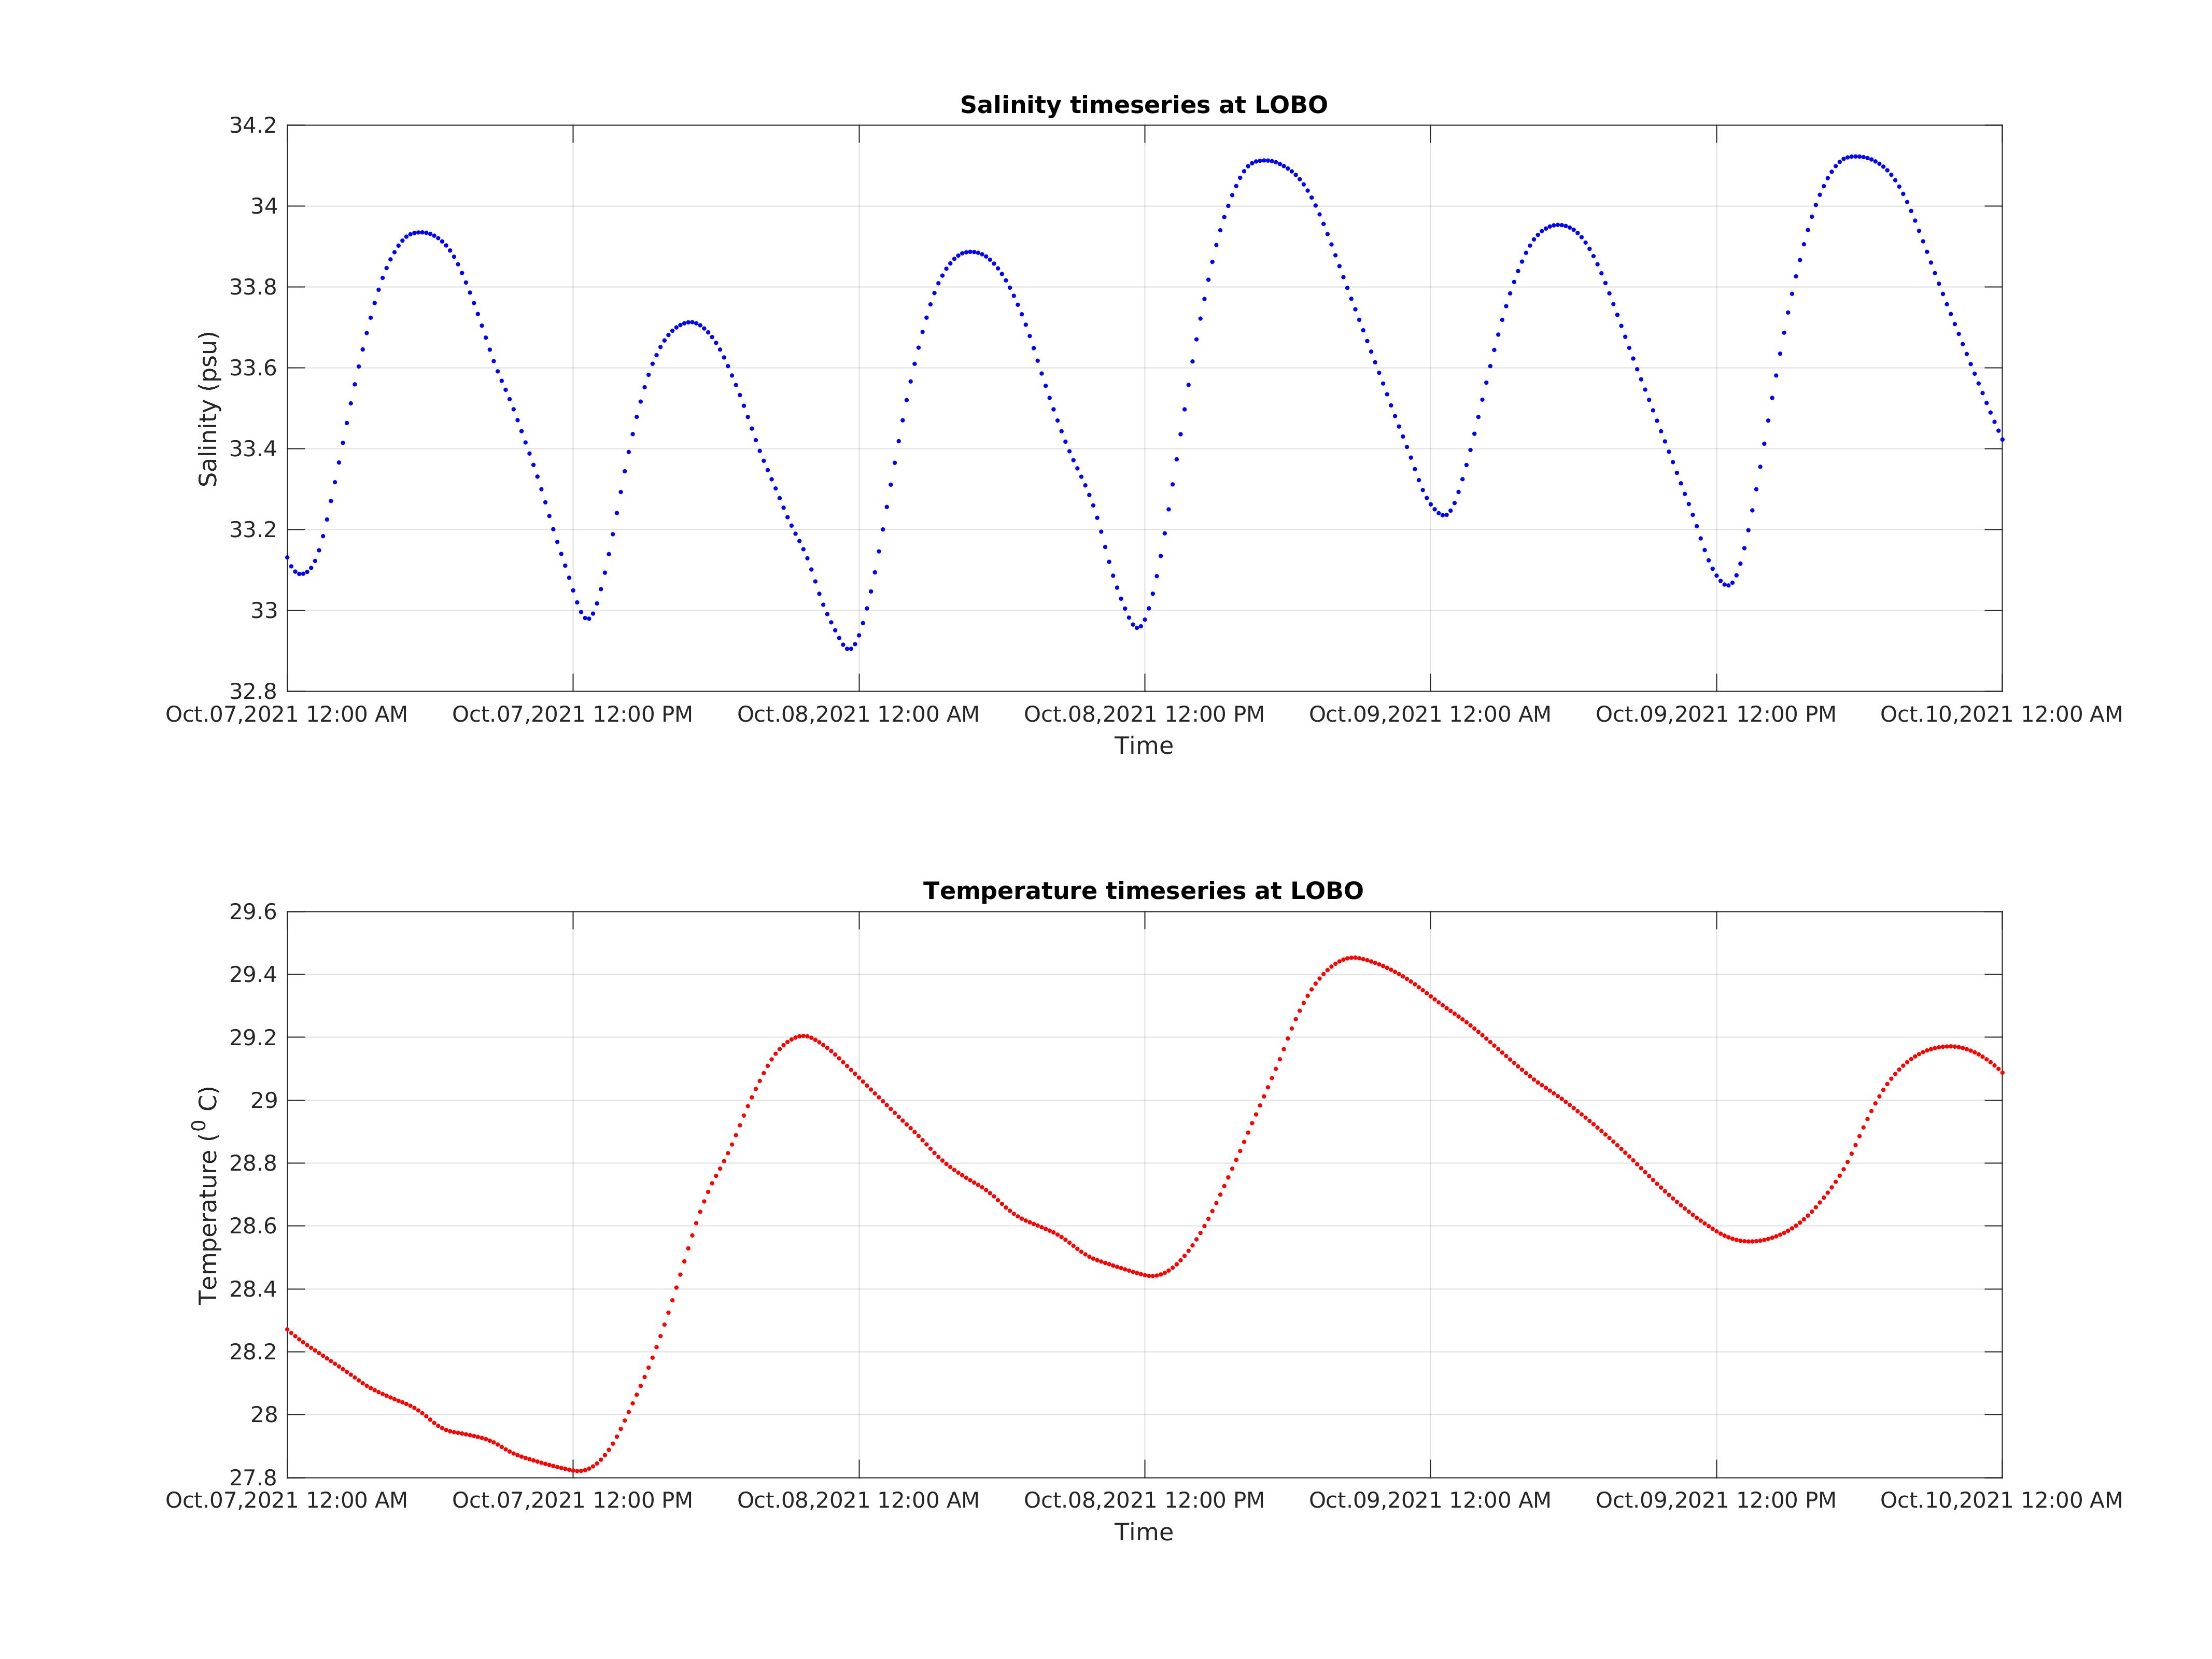 Salinity timeseries at LOBO
34.2
34
33.8
33.6
33.4
33.2
33
32.8
Salinity (psu)
Oct.07,2021 12:00 AM Oct.07,2021 12:00 PM Oct.08,2021 12:00 AM Oct.08,2021 12:00 PM Oct.09,2021 12:00 AM Oct.09,2021 12:00 PM Oct.10,2021 12:00 AM
Time
Temperature timeseries at LOBO
29.6
29.4
29.2
29
28.8
28.6
28.4
28.2
28
27.8
Temperature (⁰ C)
Oct.07,2021 12:00 AM Oct.07,2021 12:00 PM Oct.08,2021 12:00 AM Oct.08,2021 12:00 PM Oct.09,2021 12:00 AM Oct.09,2021 12:00 PM Oct.10,2021 12:00 AM
Time